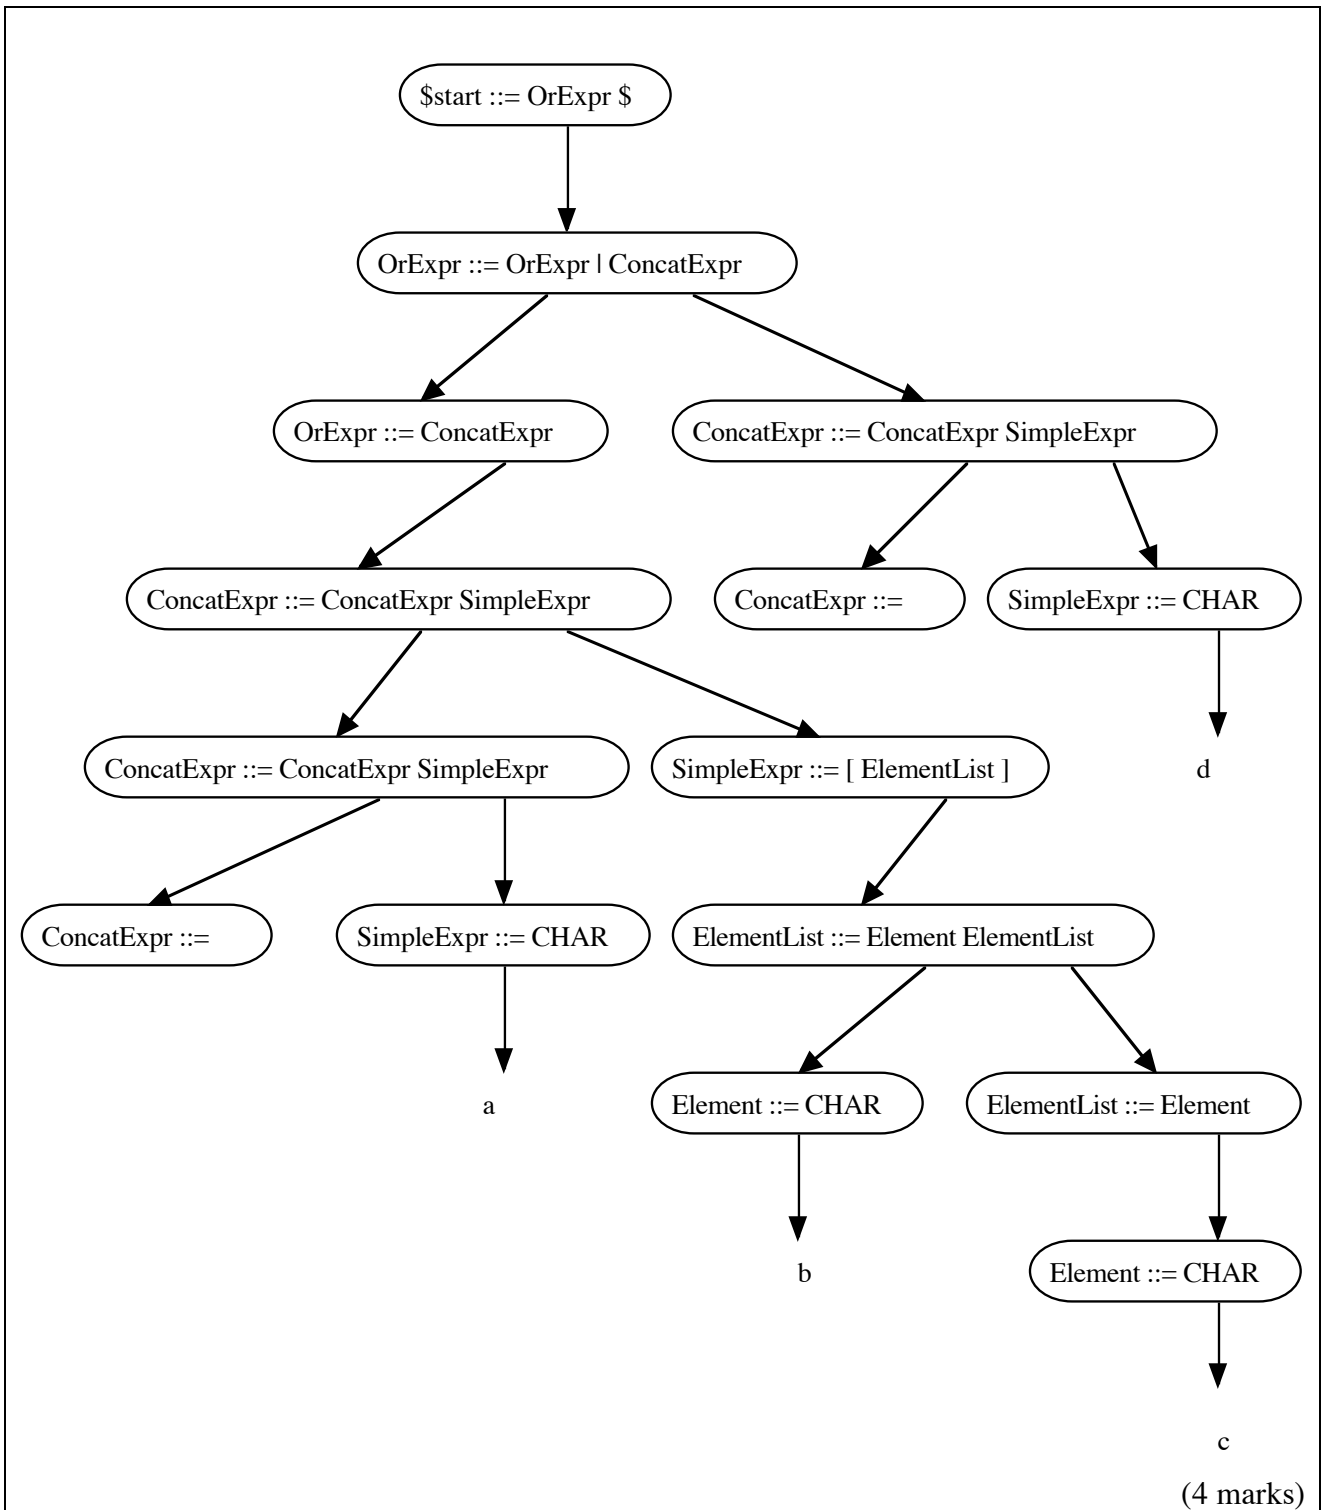 $start ::= OrExpr $
OrExpr ::= OrExpr | ConcatExpr
OrExpr ::= ConcatExpr
ConcatExpr ::= ConcatExpr SimpleExpr
ConcatExpr ::= ConcatExpr SimpleExpr
ConcatExpr ::=
SimpleExpr ::= CHAR
ConcatExpr ::= ConcatExpr SimpleExpr
SimpleExpr ::= [ ElementList ]
d
ConcatExpr ::=
SimpleExpr ::= CHAR
ElementList ::= Element ElementList
a
Element ::= CHAR
ElementList ::= Element
b
Element ::= CHAR
c
(4 marks)